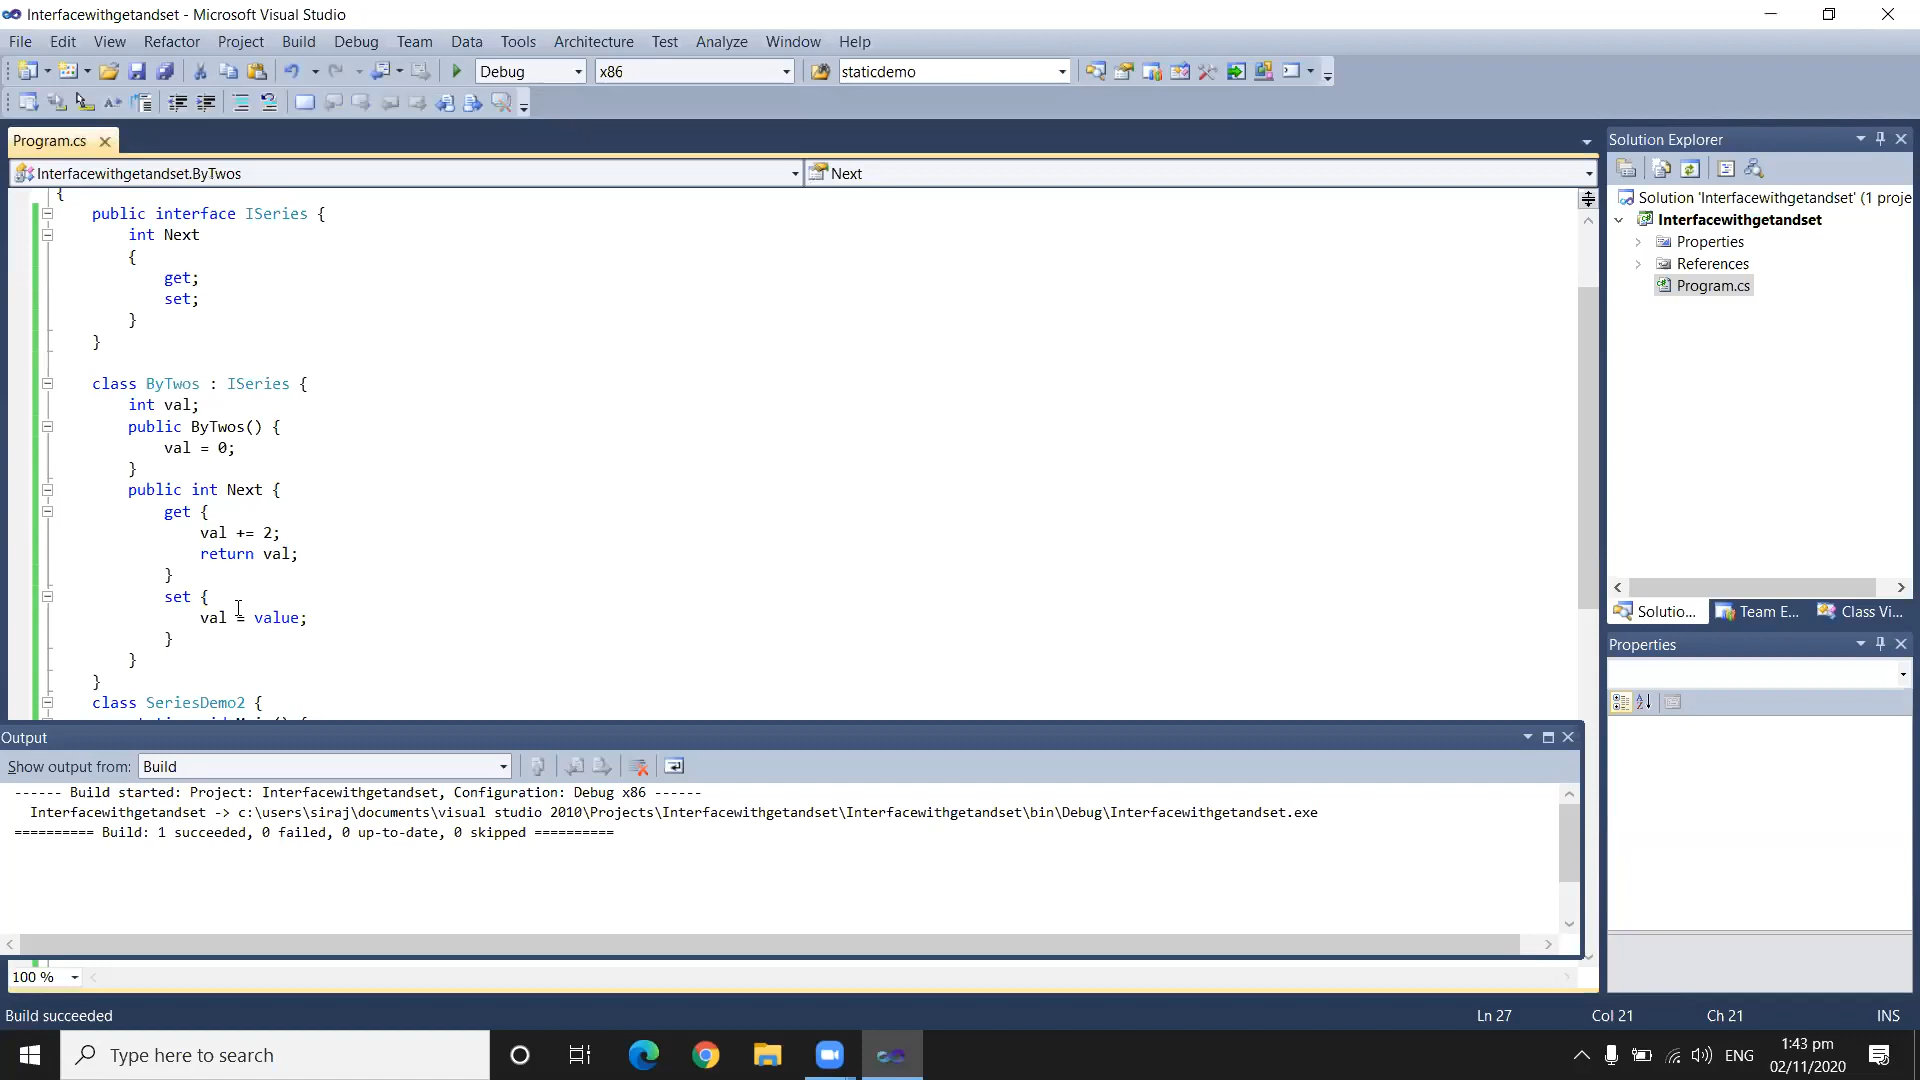 Interfacewithgetandset - Microsoft Visual Studio
File Edit View Refactor Project Build Debug Team Data Tools Architecture Test Analyze Window Help
Debug x86 staticdemo
Program.cs
Interfacewithgetandset.ByTwos Next
{
public interface ISeries {
int Next
{
get;
set;
}
}
class ByTwos : ISeries {
int val;
public ByTwos() {
val = 0;
}
public int Next {
get {
val += 2;
return val;
}
set {
val = value;
}
}
}
class SeriesDemo2 {
Output
Show output from: Build
------ Build started: Project: Interfacewithgetandset, Configuration: Debug x86 ------
Interfacewithgetandset -> c:\users\siraj\documents\visual studio 2010\Projects\Interfacewithgetandset\Interfacewithgetandset\bin\Debug\Interfacewithgetandset.exe
========== Build: 1 succeeded, 0 failed, 0 up-to-date, 0 skipped ==========
100 %
Solution Explorer
Solution 'Interfacewithgetandset' (1 proje
Interfacewithgetandset
Properties
References
Program.cs
Solutio... Team E... Class Vi...
Properties
Build succeeded Ln 27 Col 21 Ch 21 INS
Type here to search
ENG
1:43 pm
02/11/2020